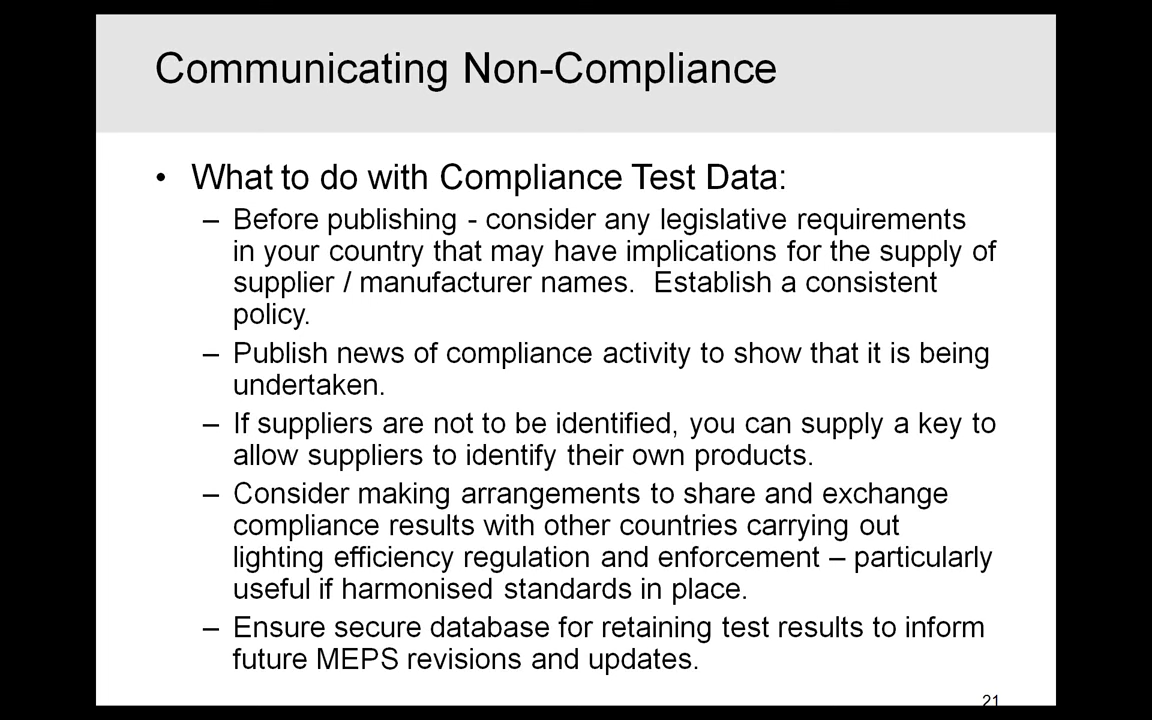 Communicating Non-Compliance
• What to do with Compliance Test Data:
– Before publishing - consider any legislative requirements
in your country that may have implications for the supply of
supplier / manufacturer names.  Establish a consistent
policy.
– Publish news of compliance activity to show that it is being
undertaken.
– If suppliers are not to be identified, you can supply a key to
allow suppliers to identify their own products.
– Consider making arrangements to share and exchange
compliance results with other countries carrying out
lighting efficiency regulation and enforcement – particularly
useful if harmonised standards in place.
– Ensure secure database for retaining test results to inform
future MEPS revisions and updates.
21